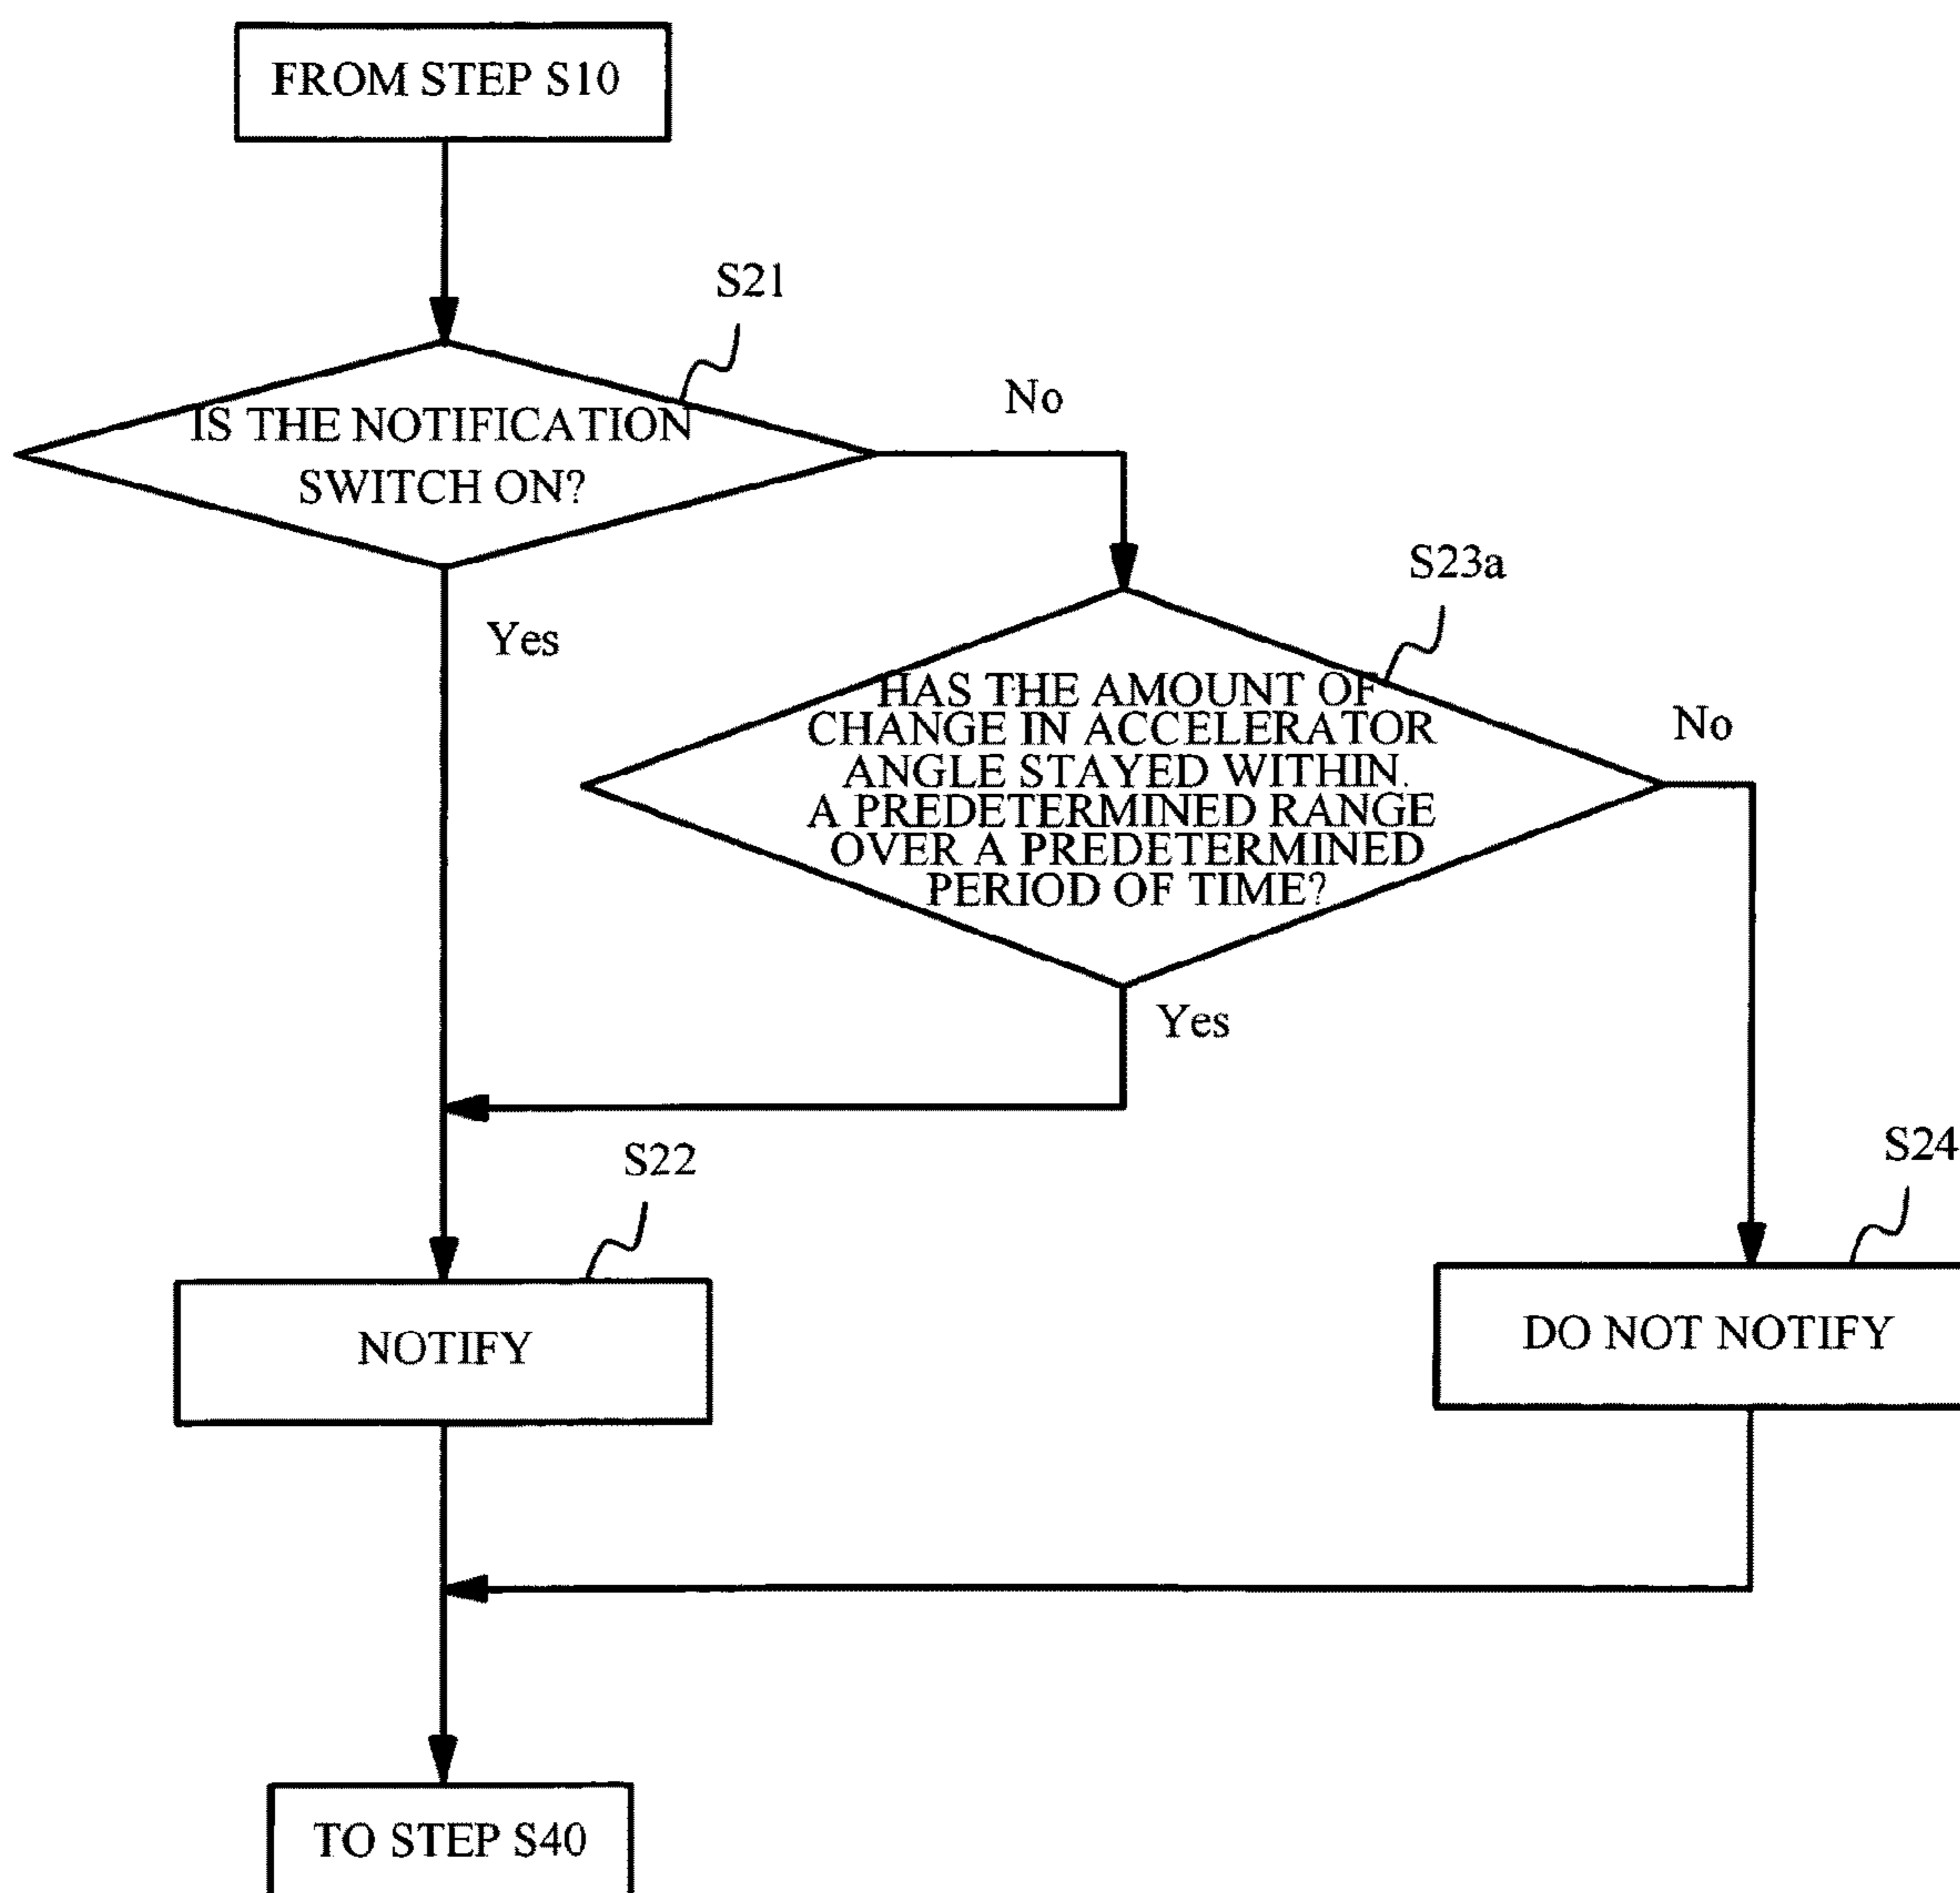 FROM STEP S10
S21
No
IS THE NOTIFICATION
SWITCH ON?
S23a
Yes
HAS THE AMOUNT OF
CHANGE IN ACCELERATOR
ANGLE STAYED WITHIN.
A PREDETERMINED RANGE
OVER A PREDETERMINED
PERIOD OF TIME?
No
Yes
S22
S24
NOTIFY
DO NOT NOTIFY
TO STEP S40